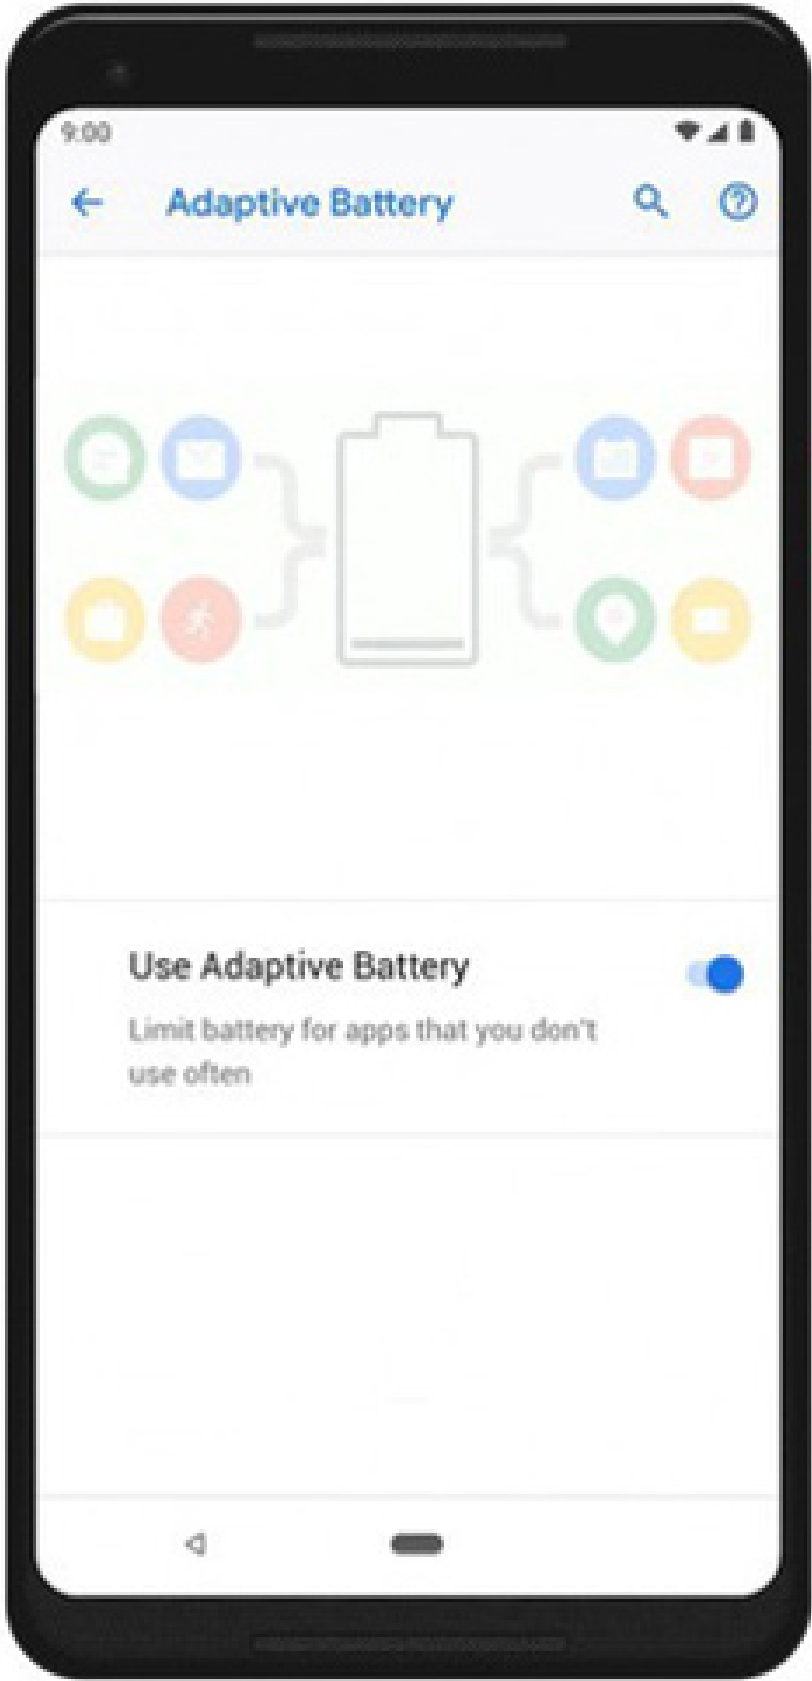 9:00
Adaptive Battery
Use Adaptive Battery
Limit battery for apps that you don't
use often